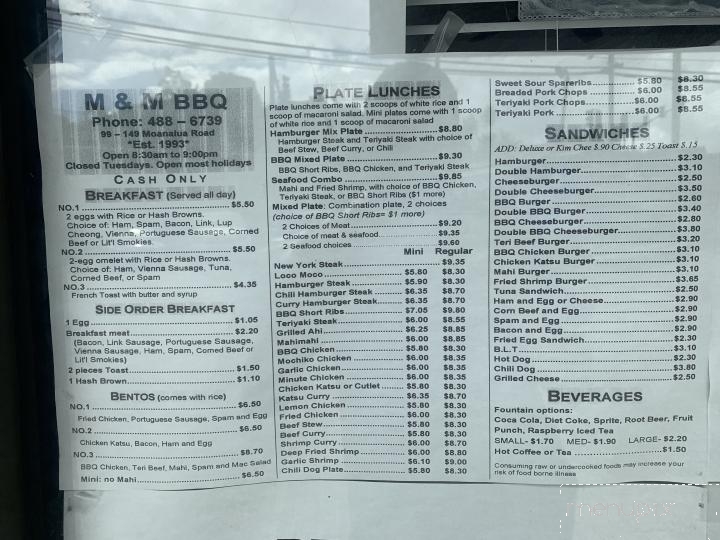 M & M BBQ
Phone: 488 – 6739
99 – 149 Moanalua Road
*Est. 1993*
Open 8:30am to 9:00pm
Closed Tuesdays. Open most holidays
CASH ONLY
BREAKFAST (Served all day)
NO.1 $5.50
2 eggs with Rice or Hash Browns.
Choice of: Ham, Spam, Bacon, Link, Lup
Cheong, Vienna, Portuguese Sausage, Corned
Beef or Lit'l Smokies.
NO.2 $5.50
2-egg omelet with Rice or Hash Browns.
Choice of: Ham, Vienna Sausage, Tuna,
Corned Beef, or Spam
NO.3 $4.35
French Toast with butter and syrup
SIDE ORDER BREAKFAST
1 Egg $1.05
Breakfast meat $2.20
(Bacon, Link Sausage, Portuguese Sausage,
Vienna Sausage, Ham, Spam, Corned Beef or
Lit'l Smokies)
2 pieces Toast $1.50
1 Hash Brown $1.10
BENTOS (comes with rice)
NO.1 $6.50
Fried Chicken, Portuguese Sausage, Spam and Egg
NO.2 $6.50
Chicken Katsu, Bacon, Ham and Egg
NO.3 $8.70
BBQ Chicken, Teri Beef, Mahi, Spam and Mac Salad
Mini: no Mahi $6.50
PLATE LUNCHES
Plate lunches come with 2 scoops of white rice and 1
scoop of macaroni salad. Mini plates come with 1 scoop
of white rice and 1 scoop of macaroni salad
Hamburger Mix Plate $8.80
Hamburger Steak and Teriyaki Steak with choice of
Beef Stew, Beef Curry, or Chili
BBQ Mixed Plate $9.30
BBQ Short Ribs, BBQ Chicken, and Teriyaki Steak
Seafood Combo $9.85
Mahi and Fried Shrimp, with choice of BBQ Chicken,
Teriyaki Steak, or BBQ Short Ribs ($1 more)
Mixed Plate: Combination plate, 2 choices
(choice of BBQ Short Ribs= $1 more)
2 Choices of Meat $9.20
Choice of meat & seafood $9.35
2 Seafood choices $9.60
Mini Regular
New York Steak $9.35
Loco Moco $5.80 $8.30
Hamburger Steak $5.90 $8.30
Chili Hamburger Steak $6.35 $8.70
Curry Hamburger Steak $6.35 $8.70
BBQ Short Ribs $7.05 $9.80
Teriyaki Steak $6.00 $8.55
Grilled Ahi $6.25 $8.85
Mahimahi $6.00 $8.85
BBQ Chicken $5.80 $8.30
Mochiko Chicken $6.00 $8.35
Garlic Chicken $6.00 $8.35
Minute Chicken $6.00 $8.35
Chicken Katsu or Cutlet $5.80 $8.30
Katsu Curry $6.35 $8.70
Lemon Chicken $5.80 $8.30
Fried Chicken $6.00 $8.30
Beef Stew $5.80 $8.30
Beef Curry $5.80 $8.30
Shrimp Curry $6.00 $8.70
Deep Fried Shrimp $6.00 $8.80
Garlic Shrimp $6.10 $9.00
Chili Dog Plate $5.80 $8.30
Sweet Sour Spareribs $5.80 $8.30
Breaded Pork Chops $6.00 $8.55
Teriyaki Pork Chops $6.00 $8.55
Teriyaki Pork $6.00 $8.55
SANDWICHES
ADD: Deluxe or Kim Chee $.90 Cheese $.25 Toast $.15
Hamburger $2.30
Double Hamburger $3.10
Cheeseburger $2.50
Double Cheeseburger $3.50
BBQ Burger $2.60
Double BBQ Burger $3.40
BBQ Cheeseburger $2.80
Double BBQ Cheeseburger $3.80
Teri Beef Burger $3.20
BBQ Chicken Burger $3.10
Chicken Katsu Burger $3.10
Mahi Burger $3.10
Fried Shrimp Burger $3.65
Tuna Sandwich $2.50
Ham and Egg or Cheese $2.90
Corn Beef and Egg $2.90
Spam and Egg $2.90
Bacon and Egg $2.90
Fried Egg Sandwich $2.30
B.L.T. $3.10
Hot Dog $2.30
Chili Dog $3.80
Grilled Cheese $2.50
BEVERAGES
Fountain options:
Coca Cola, Diet Coke, Sprite, Root Beer, Fruit
Punch, Raspberry Iced Tea
SMALL- $1.70 MED- $1.90 LARGE- $2.20
Hot Coffee or Tea $1.50
Consuming raw or undercooked foods may increase your
risk of food borne illness